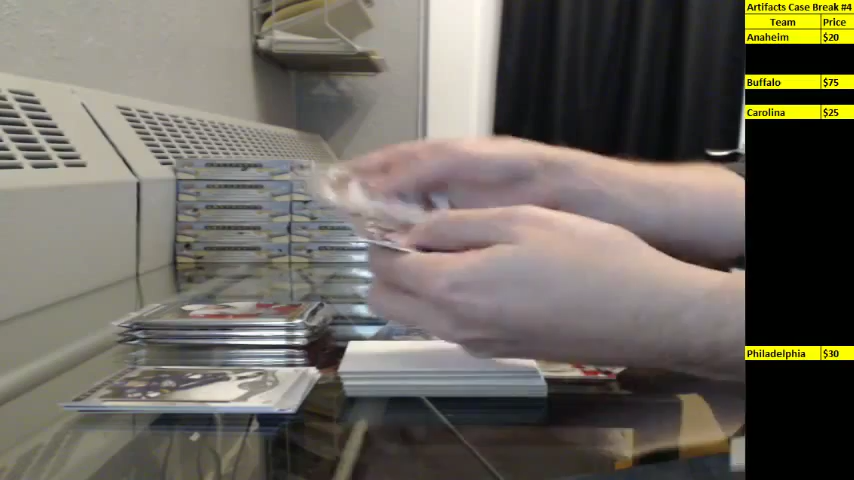 Artifacts Case Break #4
Team Price
Anaheim $20
Buffalo $75
Carolina $25
Philadelphia $30